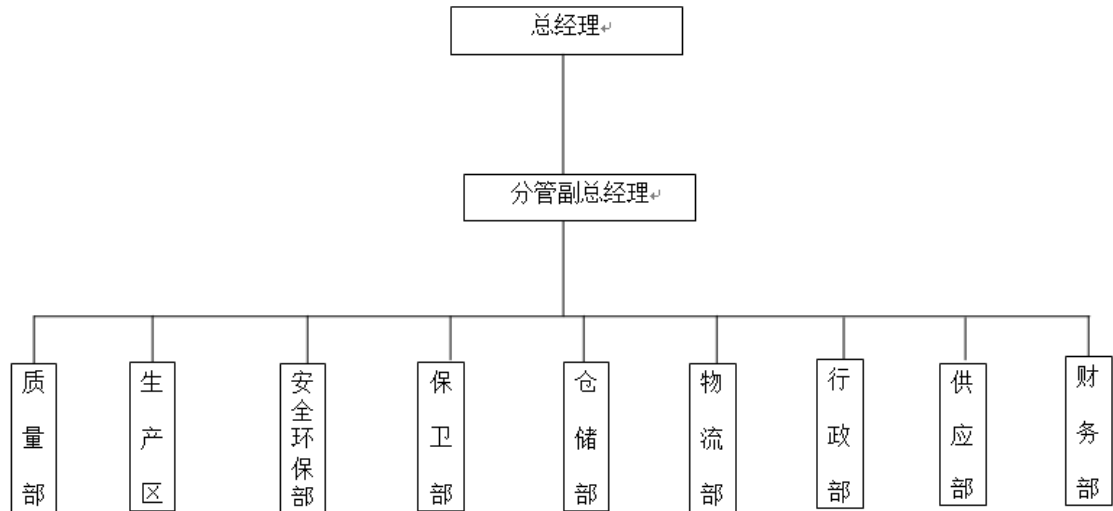 总经理
分管副总经理
质量部
生产区
安全环保部
保卫部
仓储部
物流部
行政部
供应部
财务部